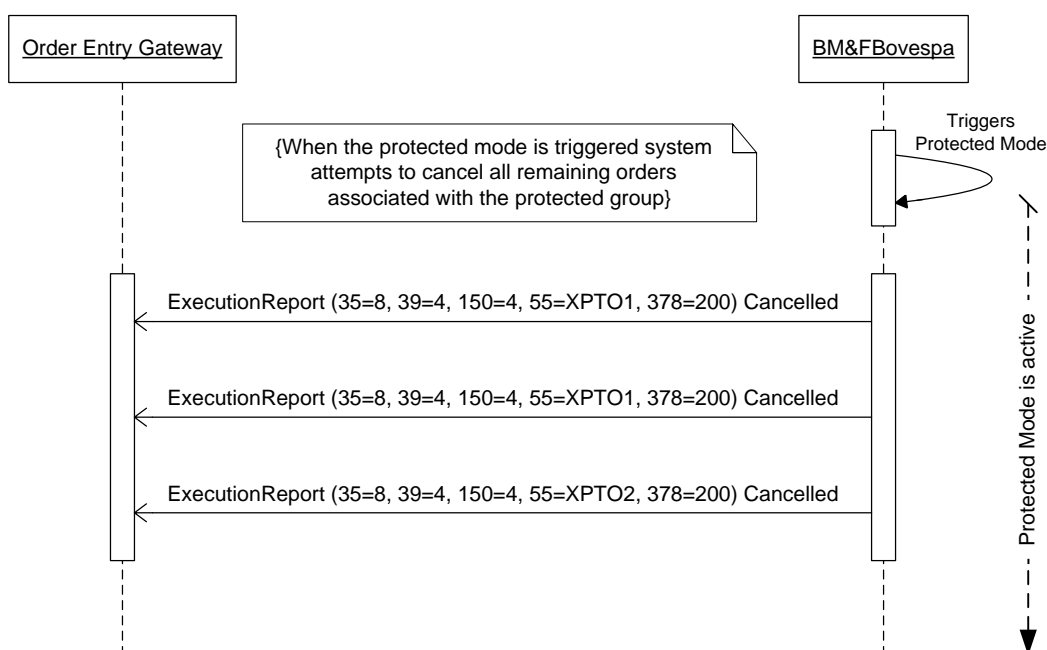 Order Entry Gateway
BM&FBovespa
Triggers
Protected Mode
{When the protected mode is triggered system
attempts to cancel all remaining orders
associated with the protected group}
ExecutionReport (35=8, 39=4, 150=4, 55=XPTO1, 378=200) Cancelled
ExecutionReport (35=8, 39=4, 150=4, 55=XPTO1, 378=200) Cancelled
ExecutionReport (35=8, 39=4, 150=4, 55=XPTO2, 378=200) Cancelled
Protected Mode is active